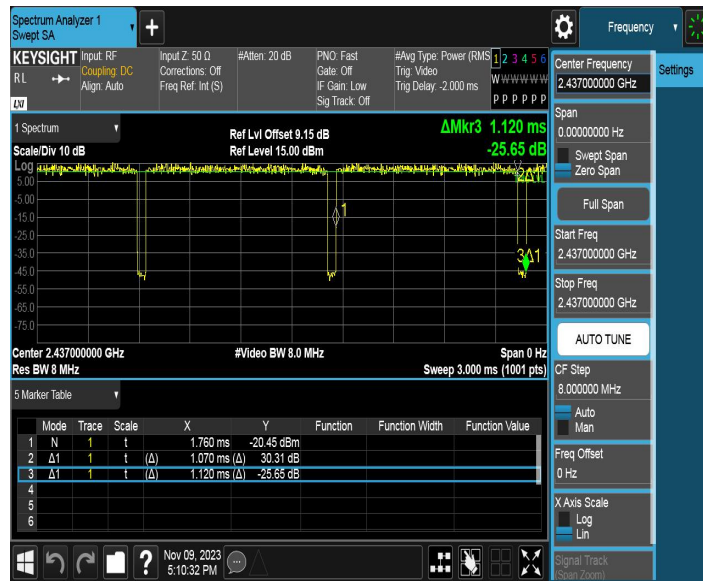 Spectrum Analyzer 1
Swept SA
+
Frequency
KEYSIGHT
RL
LXI
Input: RF
Coupling: DC
Align: Auto
Input Z: 50 Ω
Corrections: Off
Freq Ref: Int (S)
#Atten: 20 dB
PNO: Fast
Gate: Off
IF Gain: Low
Sig Track: Off
#Avg Type: Power (RMS
Trig: Video
Trig Delay: -2.000 ms
1 2 3 4 5 6
W W W W W W
P P P P P P
1 Spectrum
Scale/Div 10 dB
Ref Lvl Offset 9.15 dB
Ref Level 15.00 dBm
ΔMkr3 1.120 ms
-25.65 dB
Log
5.00
-5.00
-15.0
-25.0
-35.0
-45.0
-55.0
-65.0
-75.0
1
2Δ1
3Δ1
Center 2.437000000 GHz
Res BW 8 MHz
#Video BW 8.0 MHz
Span 0 Hz
Sweep 3.000 ms (1001 pts)
5 Marker Table
Mode Trace Scale X Y Function Function Width Function Value
1 N 1 t 1.760 ms -20.45 dBm
2 Δ1 1 t (Δ) 1.070 ms (Δ) 30.31 dB
3 Δ1 1 t (Δ) 1.120 ms (Δ) -25.65 dB
4
5
6
?
Nov 09, 2023
5:10:32 PM
Settings
Center Frequency
2.437000000 GHz
Span
0.00000000 Hz
Swept Span
Zero Span
Full Span
Start Freq
2.437000000 GHz
Stop Freq
2.437000000 GHz
AUTO TUNE
CF Step
8.000000 MHz
Auto
Man
Freq Offset
0 Hz
X Axis Scale
Log
Lin
Signal Track
(Span Zoom)